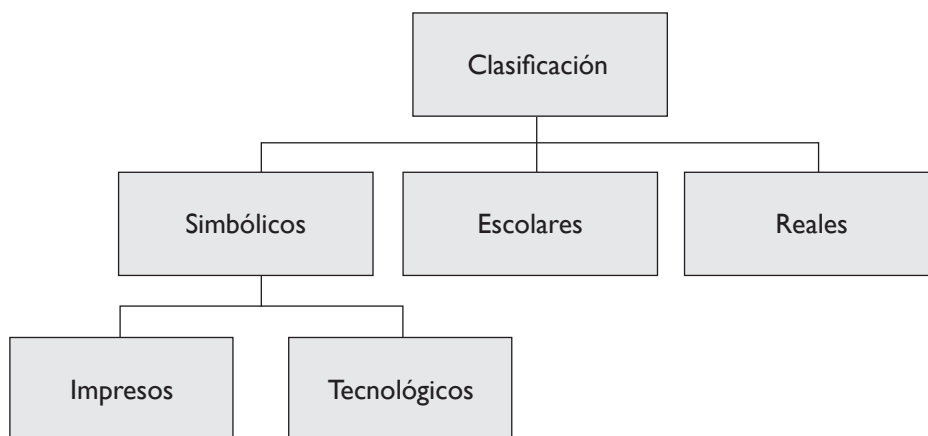 Clasificación
Simbólicos
Escolares
Reales
Impresos
Tecnológicos